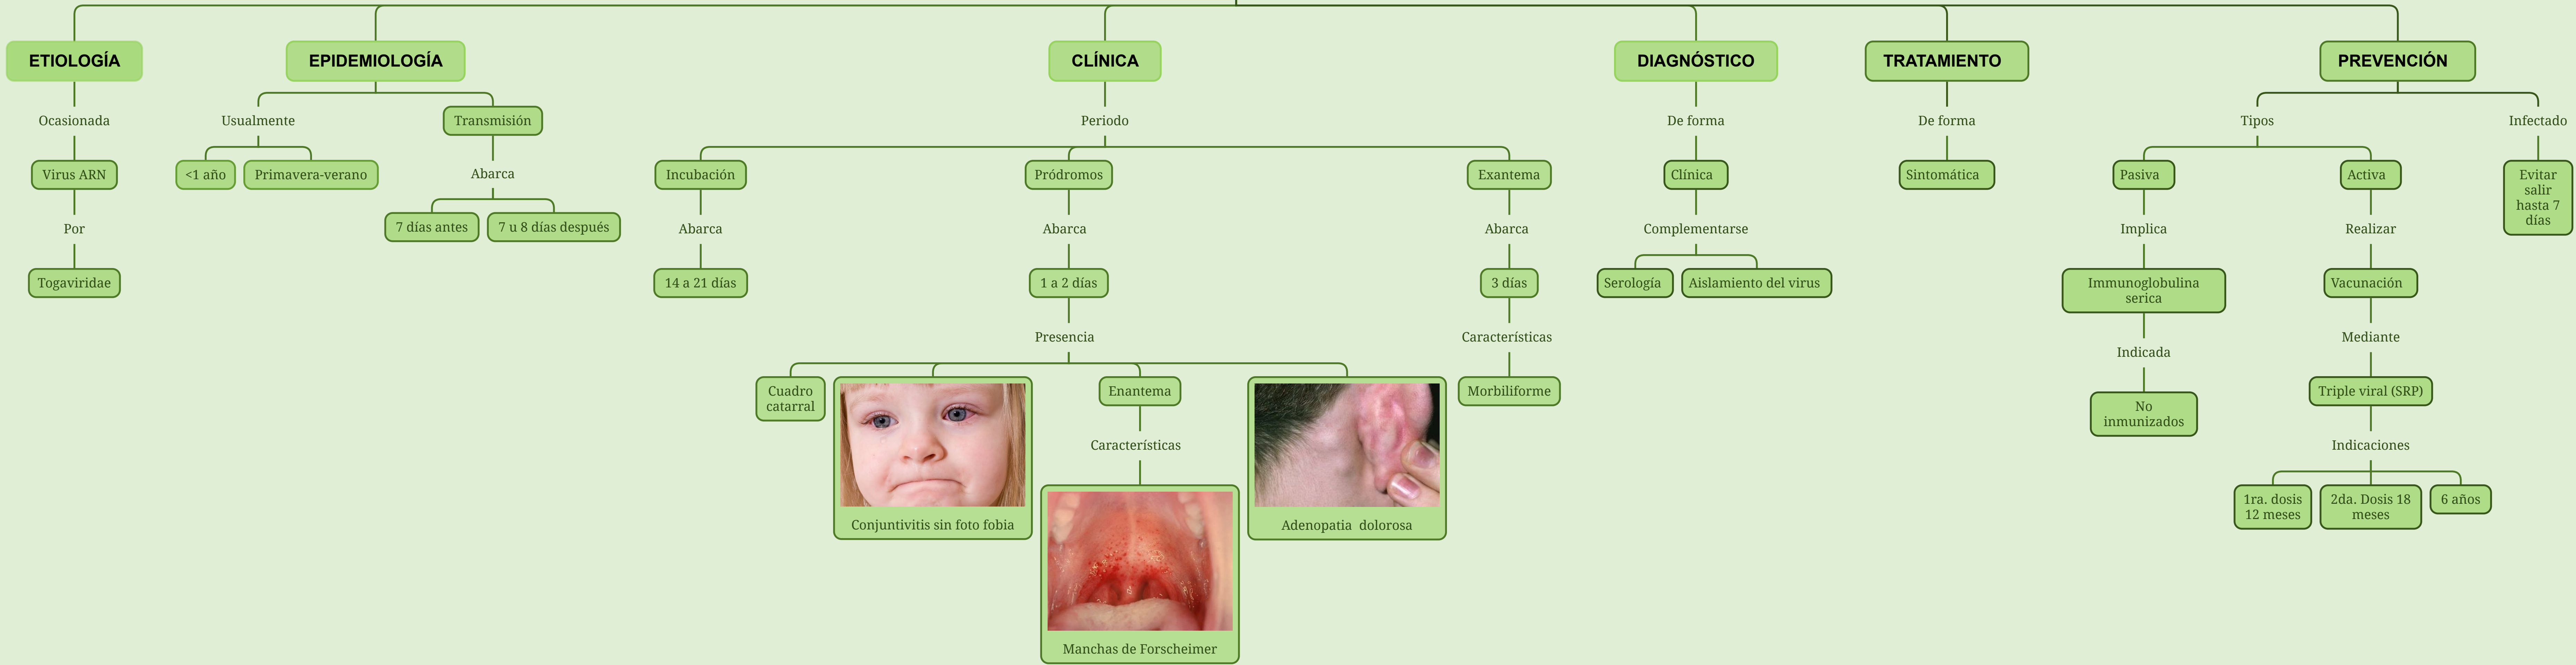 ETIOLOGÍA
Ocasionada
Virus ARN
Por
Togaviridae
EPIDEMIOLOGÍA
Usualmente
<1 año
Primavera-verano
Transmisión
Abarca
7 días antes
7 u 8 días después
CLÍNICA
Periodo
Incubación
Abarca
14 a 21 días
Pródromos
Abarca
1 a 2 días
Presencia
Cuadro
catarral
Conjuntivitis sin foto fobia
Enantema
Características
Manchas de Forscheimer
Adenopatia  dolorosa
Exantema
Abarca
3 días
Características
Morbiliforme
DIAGNÓSTICO
De forma
Clínica
Complementarse
Serología
Aislamiento del virus
TRATAMIENTO
De forma
Sintomática
PREVENCIÓN
Tipos
Pasiva
Implica
Immunoglobulina
serica
Indicada
No
inmunizados
Activa
Realizar
Vacunación
Mediante
Triple viral (SRP)
Indicaciones
1ra. dosis
12 meses
2da. Dosis 18
meses
6 años
Infectado
Evitar
salir
hasta 7
días